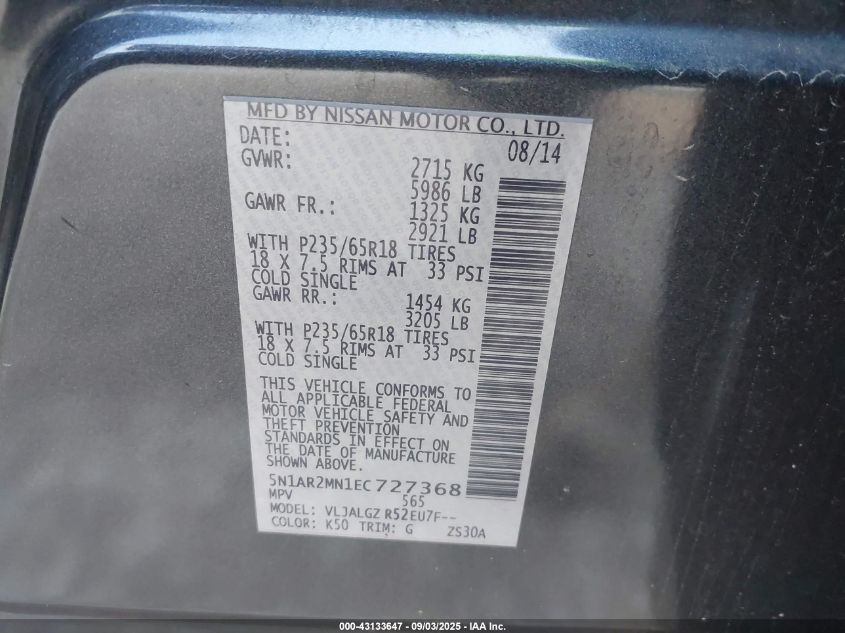 MFD BY NISSAN MOTOR CO., LTD.
DATE: 08/14
GVWR: 2715 KG
5986 LB
GAWR FR.: 1325 KG
2921 LB
WITH P235/65R18 TIRES
18 X 7.5 RIMS AT 33 PSI
COLD SINGLE
GAWR RR.: 1454 KG
3205 LB
WITH P235/65R18 TIRES
18 X 7.5 RIMS AT 33 PSI
COLD SINGLE
THIS VEHICLE CONFORMS TO
ALL APPLICABLE FEDERAL
MOTOR VEHICLE SAFETY AND
THEFT PREVENTION
STANDARDS IN EFFECT ON
THE DATE OF MANUFACTURE
SHOWN ABOVE.
5N1AR2MN1EC727368
MPV 565
MODEL: VLJALGZ R52EU7F--
COLOR: K50 TRIM: G ZS30A
000-43133647 - 09/03/2025 - IAA Inc.